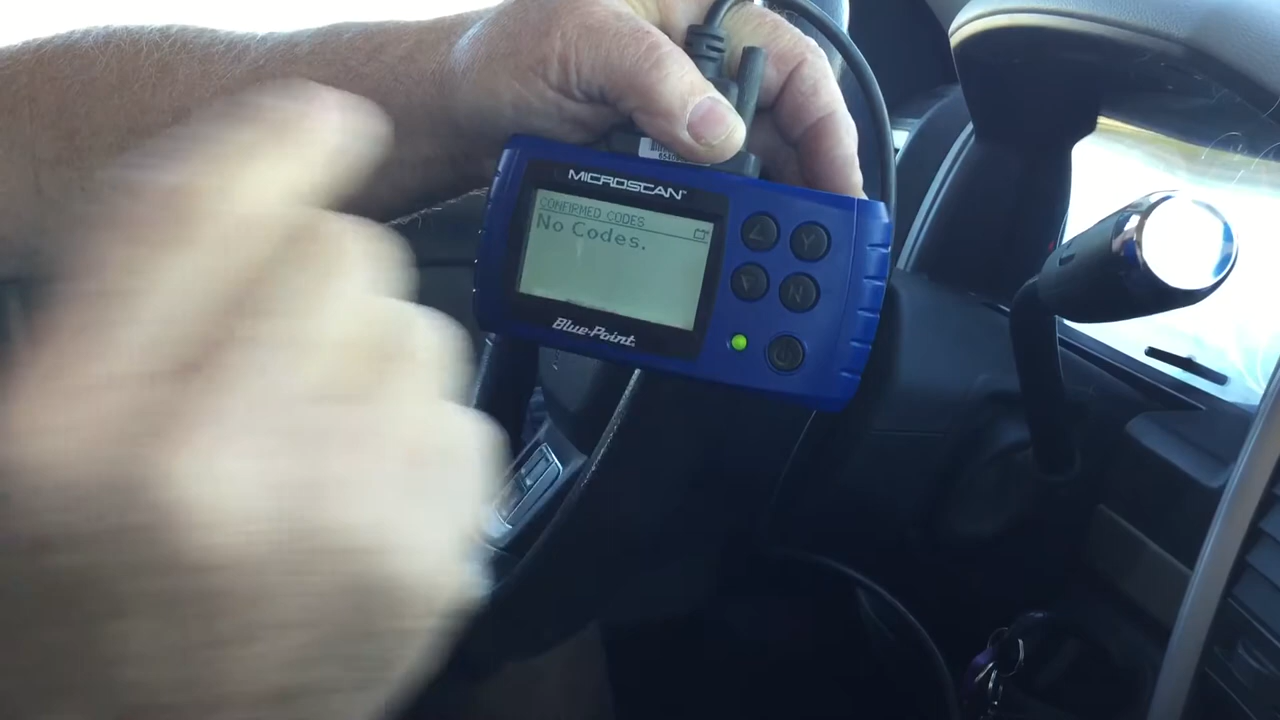 MICROSCAN
CONFIRMED CODES
No Codes.
Blue-Point
Y
N